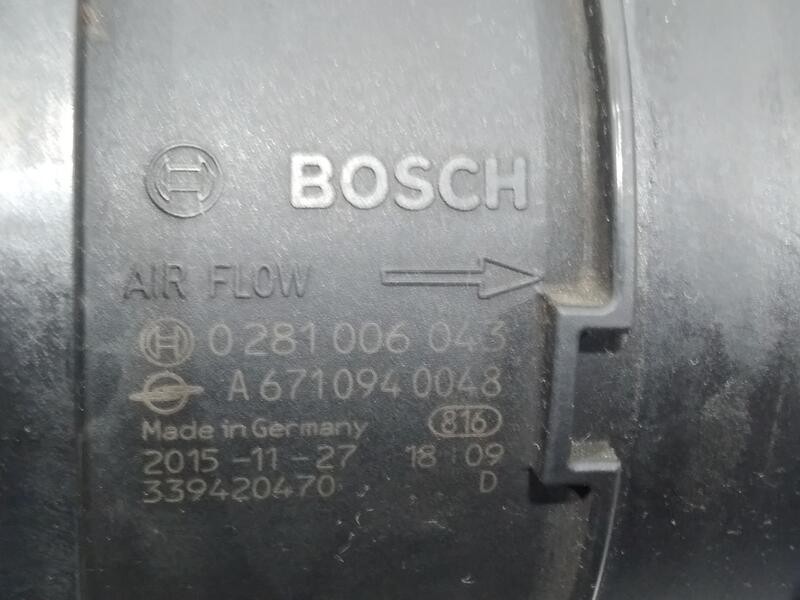 BOSCH
AIR FLOW
0 281 006 043
A 671 094 0048
Made in Germany 816
2015-11-27 18:09
339420470 D